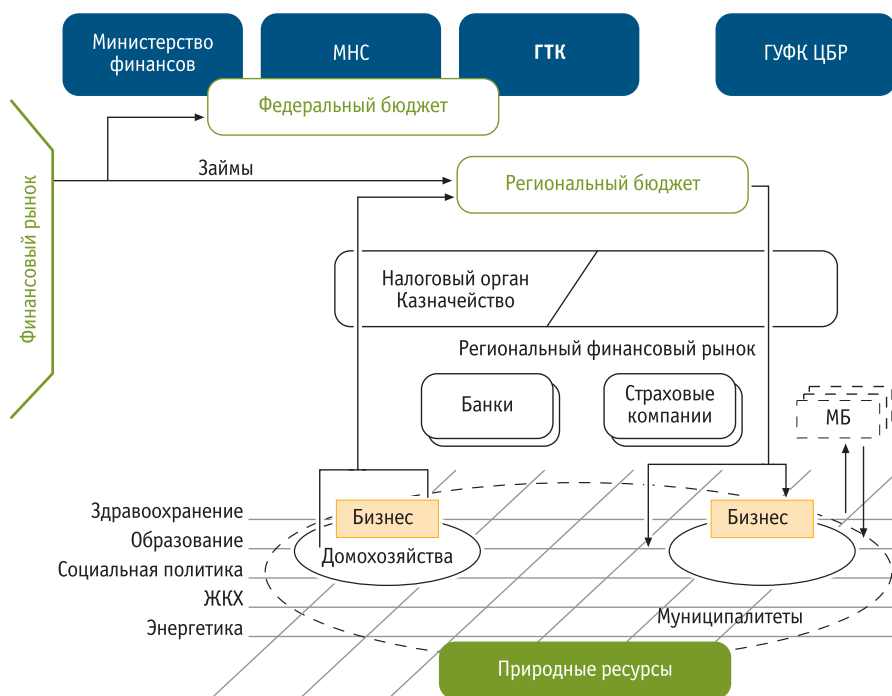 Министерство
финансов
МНС
ГТК
ГУФК ЦБР
Федеральный бюджет
Финансовый рынок
Займы
Региональный бюджет
Налоговый орган
Казначейство
Региональный финансовый рынок
Банки
Страховые
компании
МБ
Здравоохранение
Образование
Социальная политика
ЖКХ
Энергетика
Бизнес
Домохозяйства
Бизнес
Муниципалитеты
Природные ресурсы